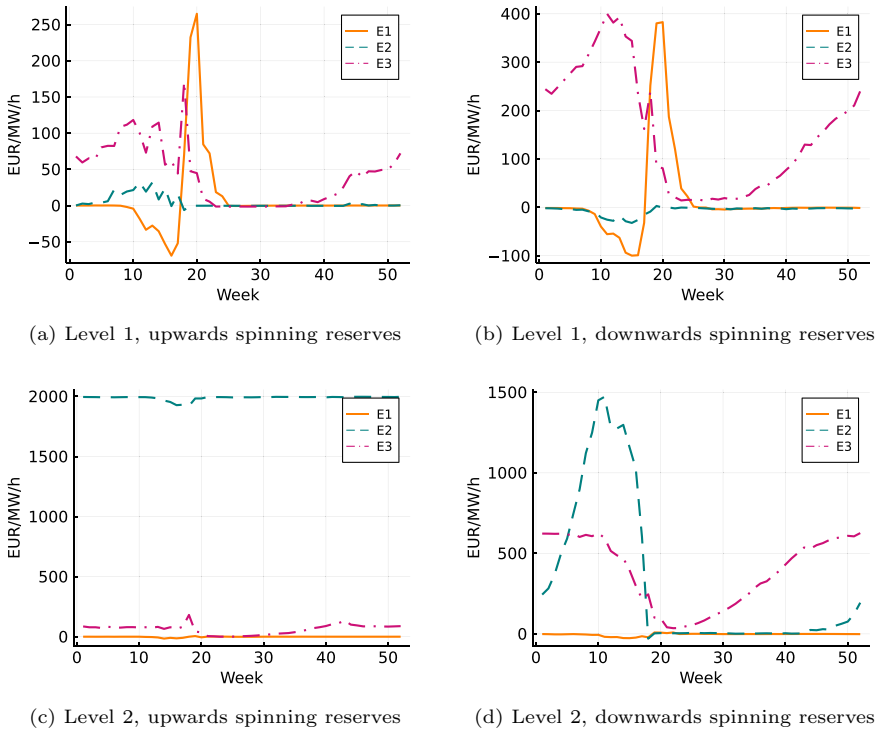 250
200
150
100
50
0
−50
EUR/MW/h
0 10 20 30 40 50
Week
E1
E2
E3
(a) Level 1, upwards spinning reserves
400
300
200
100
0
−100
EUR/MW/h
0 10 20 30 40 50
Week
E1
E2
E3
(b) Level 1, downwards spinning reserves
2000
1500
1000
500
0
EUR/MW/h
0 10 20 30 40 50
Week
E1
E2
E3
(c) Level 2, upwards spinning reserves
1500
1000
500
0
EUR/MW/h
0 10 20 30 40 50
Week
E1
E2
E3
(d) Level 2, downwards spinning reserves